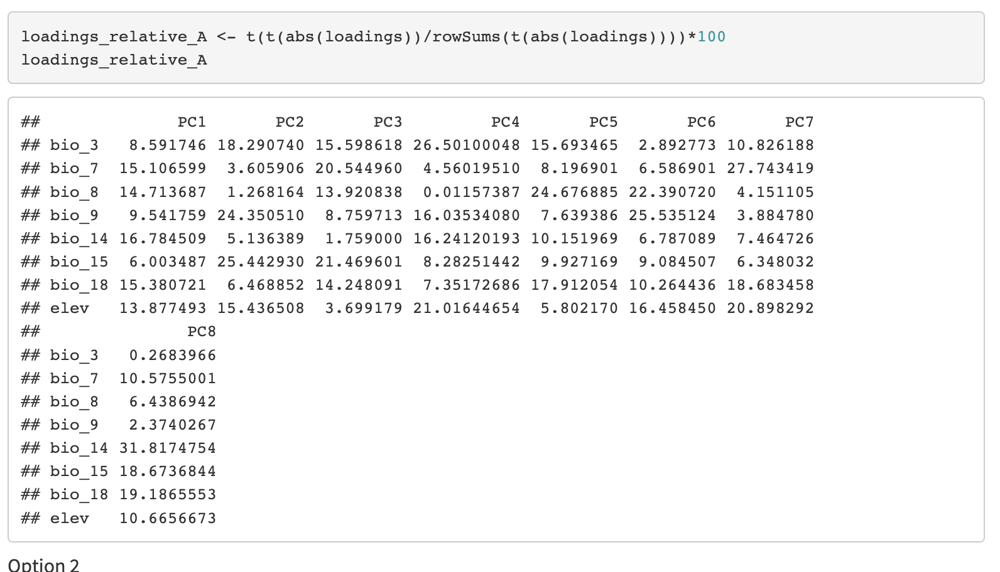 loadings_relative_A <- t(t(abs(loadings))/rowSums(t(abs(loadings))))*100
loadings_relative_A
##              PC1       PC2       PC3         PC4       PC5       PC6       PC7
## bio_3   8.591746 18.290740 15.598618 26.50100048 15.693465  2.892773 10.826188
## bio_7  15.106599  3.605906 20.544960  4.56019510  8.196901  6.586901 27.743419
## bio_8  14.713687  1.268164 13.920838  0.01157387 24.676885 22.390720  4.151105
## bio_9   9.541759 24.350510  8.759713 16.03534080  7.639386 25.535124  3.884780
## bio_14 16.784509  5.136389  1.759000 16.24120193 10.151969  6.787089  7.464726
## bio_15  6.003487 25.442930 21.469601  8.28251442  9.927169  9.084507  6.348032
## bio_18 15.380721  6.468852 14.248091  7.35172686 17.912054 10.264436 18.683458
## elev   13.877493 15.436508  3.699179 21.01644654  5.802170 16.458450 20.898292
##               PC8
## bio_3   0.2683966
## bio_7  10.5755001
## bio_8   6.4386942
## bio_9   2.3740267
## bio_14 31.8174754
## bio_15 18.6736844
## bio_18 19.1865553
## elev   10.6656673
Option 2